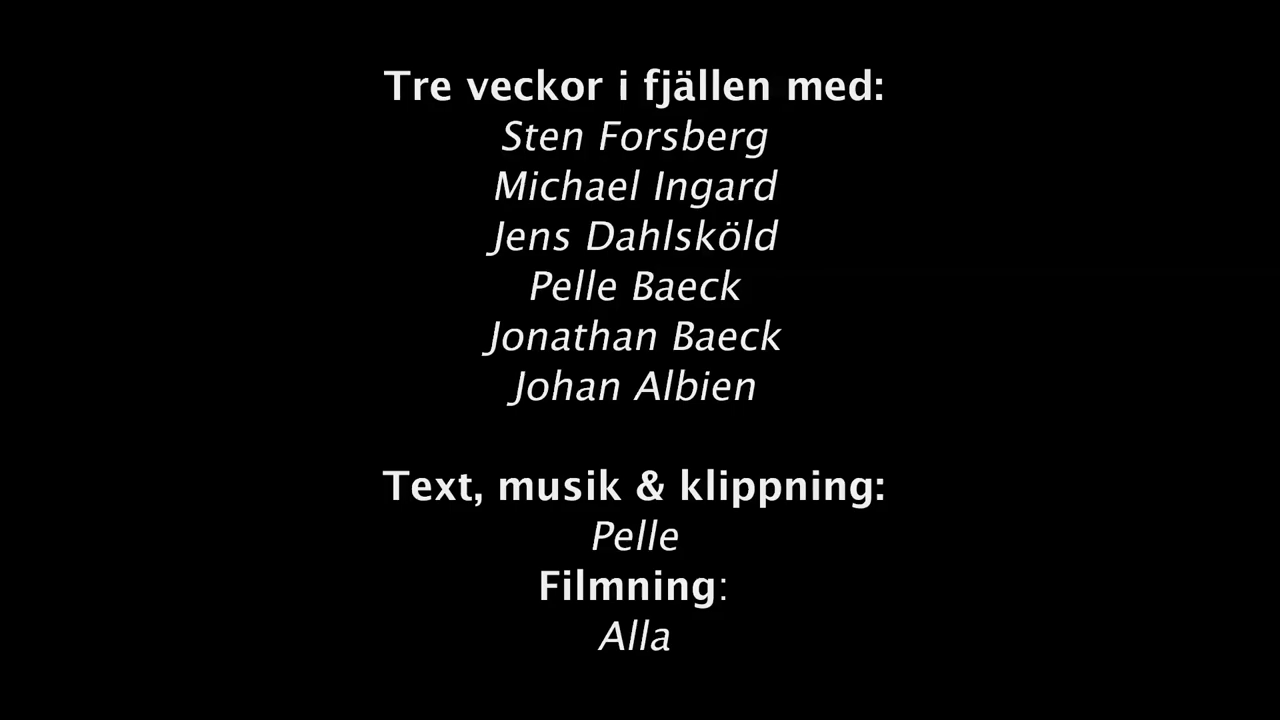 Tre veckor i fjällen med:
Sten Forsberg
Michael Ingard
Jens Dahlsköld
Pelle Baeck
Jonathan Baeck
Johan Albien
Text, musik & klippning:
Pelle
Filmning:
Alla